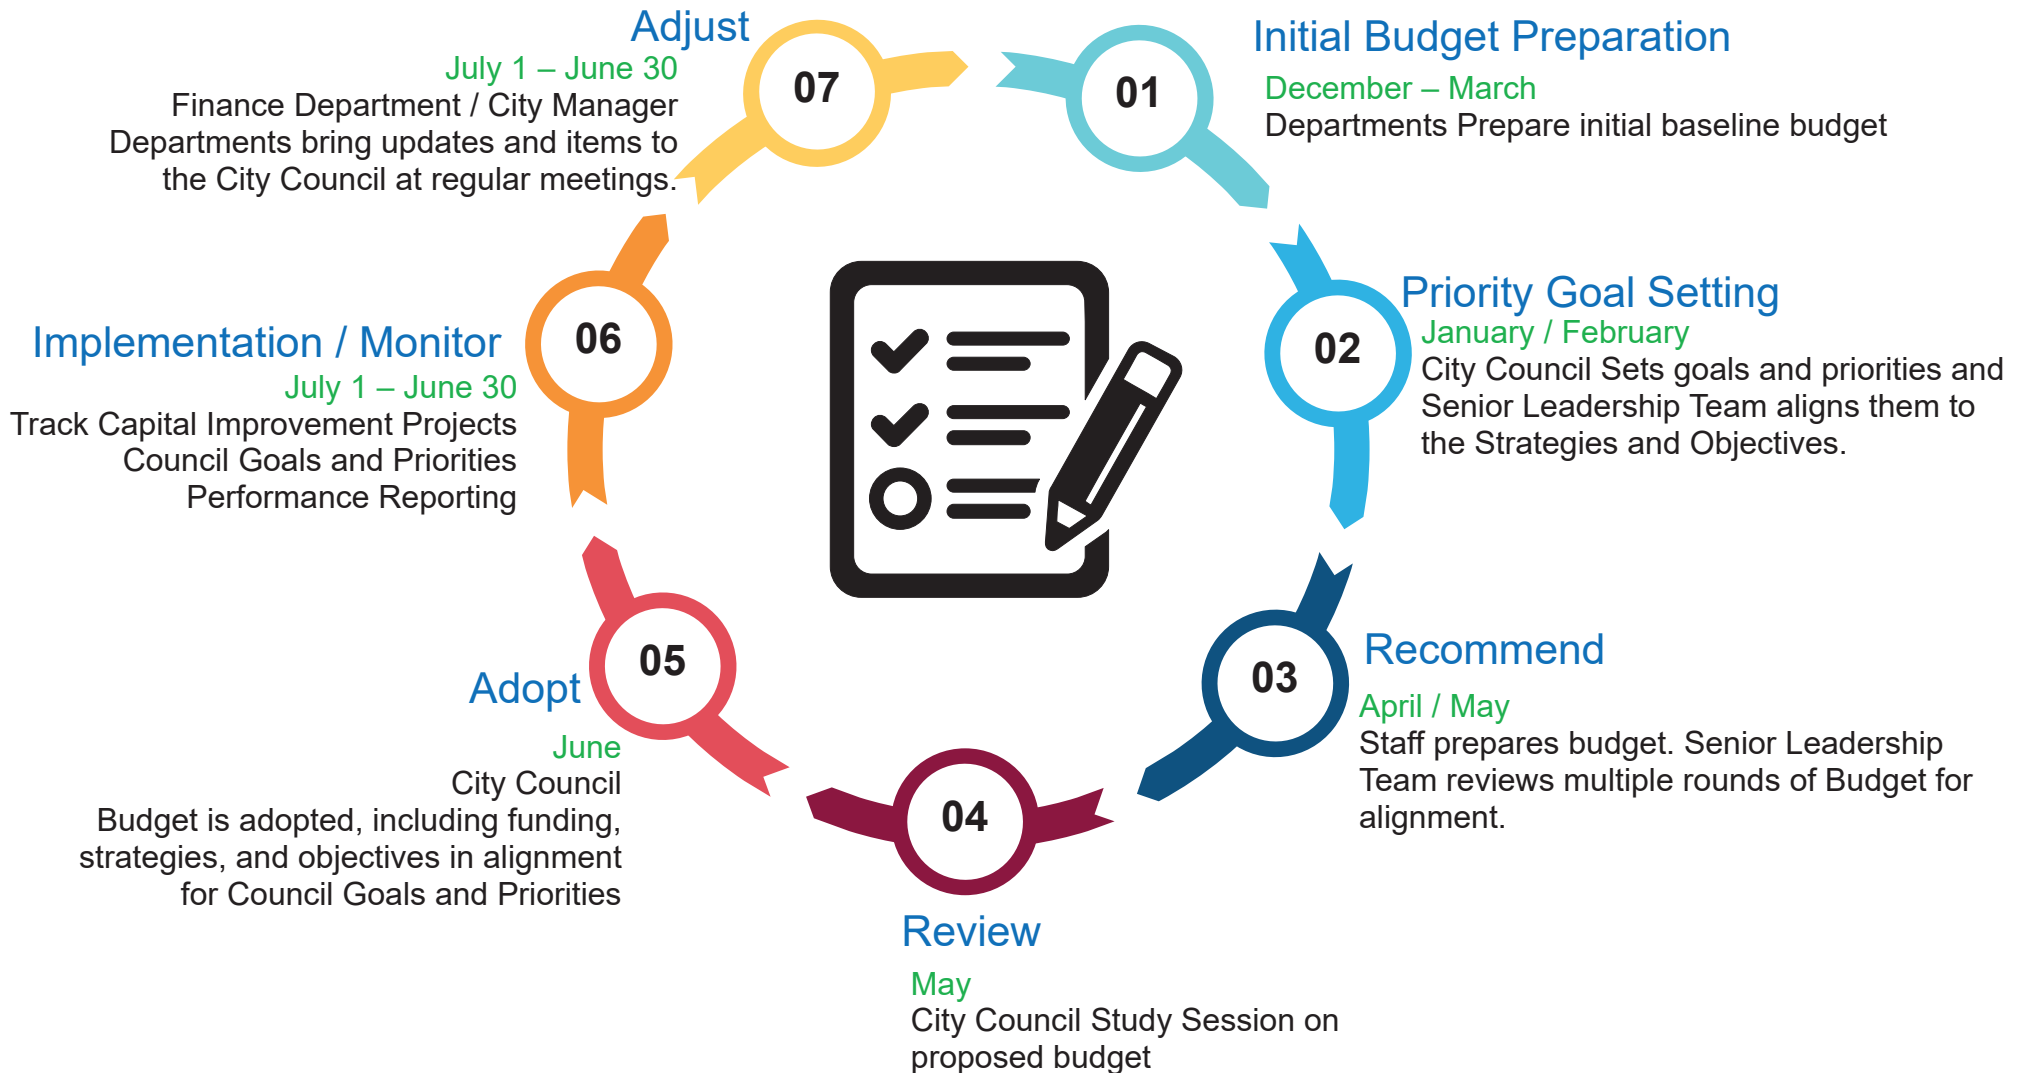 01
Initial Budget Preparation
December – March
Departments Prepare initial baseline budget
02
Priority Goal Setting
January / February
City Council Sets goals and priorities and
Senior Leadership Team aligns them to
the Strategies and Objectives.
03
Recommend
April / May
Staff prepares budget. Senior Leadership
Team reviews multiple rounds of Budget for
alignment.
04
Review
May
City Council Study Session on
proposed budget
05
Adopt
June
City Council
Budget is adopted, including funding,
strategies, and objectives in alignment
for Council Goals and Priorities
06
Implementation / Monitor
July 1 – June 30
Track Capital Improvement Projects
Council Goals and Priorities
Performance Reporting
07
Adjust
July 1 – June 30
Finance Department / City Manager
Departments bring updates and items to
the City Council at regular meetings.